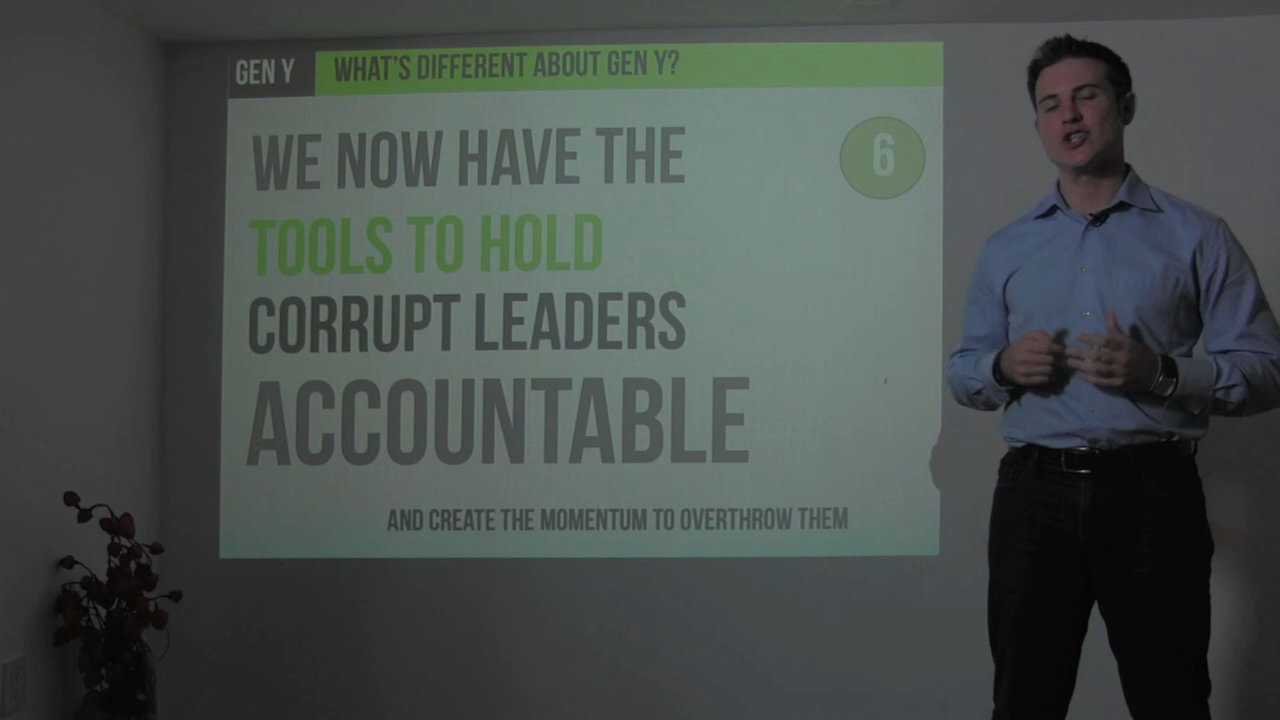 GEN Y
WHAT'S DIFFERENT ABOUT GEN Y?
6
WE NOW HAVE THE
TOOLS TO HOLD
CORRUPT LEADERS
ACCOUNTABLE
AND CREATE THE MOMENTUM TO OVERTHROW THEM